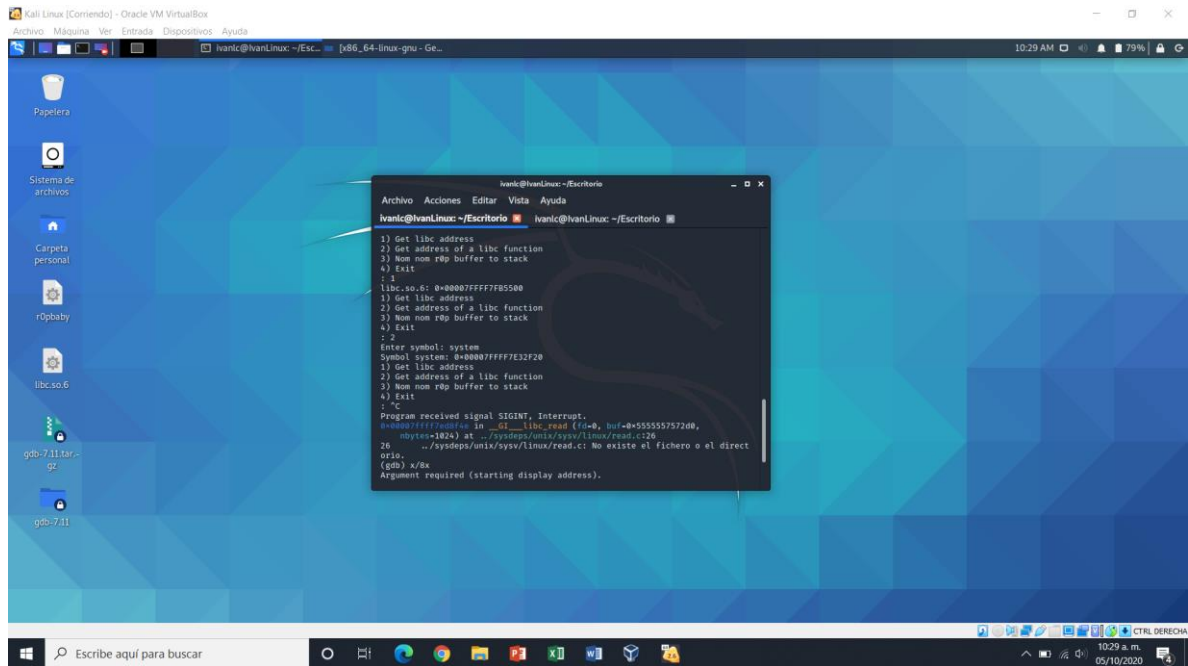 Kali Linux [Corriendo] - Oracle VM VirtualBox
Archivo Máquina Ver Entrada Dispositivos Ayuda
ivanlc@IvanLinux: ~/Esc... [x86_64-linux-gnu - Ge...
10:29 AM 79%
Papelera
Sistema de
archivos
Carpeta
personal
r0pbaby
libc.so.6
gdb-7.11.tar.-
gz
gdb-7.11
ivanlc@IvanLinux: ~/Escritorio
Archivo Acciones Editar Vista Ayuda
ivanlc@IvanLinux: ~/Escritorio ivanlc@IvanLinux: ~/Escritorio
1) Get libc address
2) Get address of a libc function
3) Nom nom r0p buffer to stack
4) Exit
: 1
libc.so.6: 0×00007FFFF7FB5500
1) Get libc address
2) Get address of a libc function
3) Nom nom r0p buffer to stack
4) Exit
: 2
Enter symbol: system
Symbol system: 0×00007FFFF7E32F20
1) Get libc address
2) Get address of a libc function
3) Nom nom r0p buffer to stack
4) Exit
: ^C
Program received signal SIGINT, Interrupt.
0×00007ffff7ed8f4e in __GI___libc_read (fd=0, buf=0×5555557572d0,
nbytes=1024) at ../sysdeps/unix/sysv/linux/read.c:26
26 ../sysdeps/unix/sysv/linux/read.c: No existe el fichero o el direct
orio.
(gdb) x/8x
Argument required (starting display address).
CTRL DERECHA
Escribe aquí para buscar
10:29 a. m.
05/10/2020
4